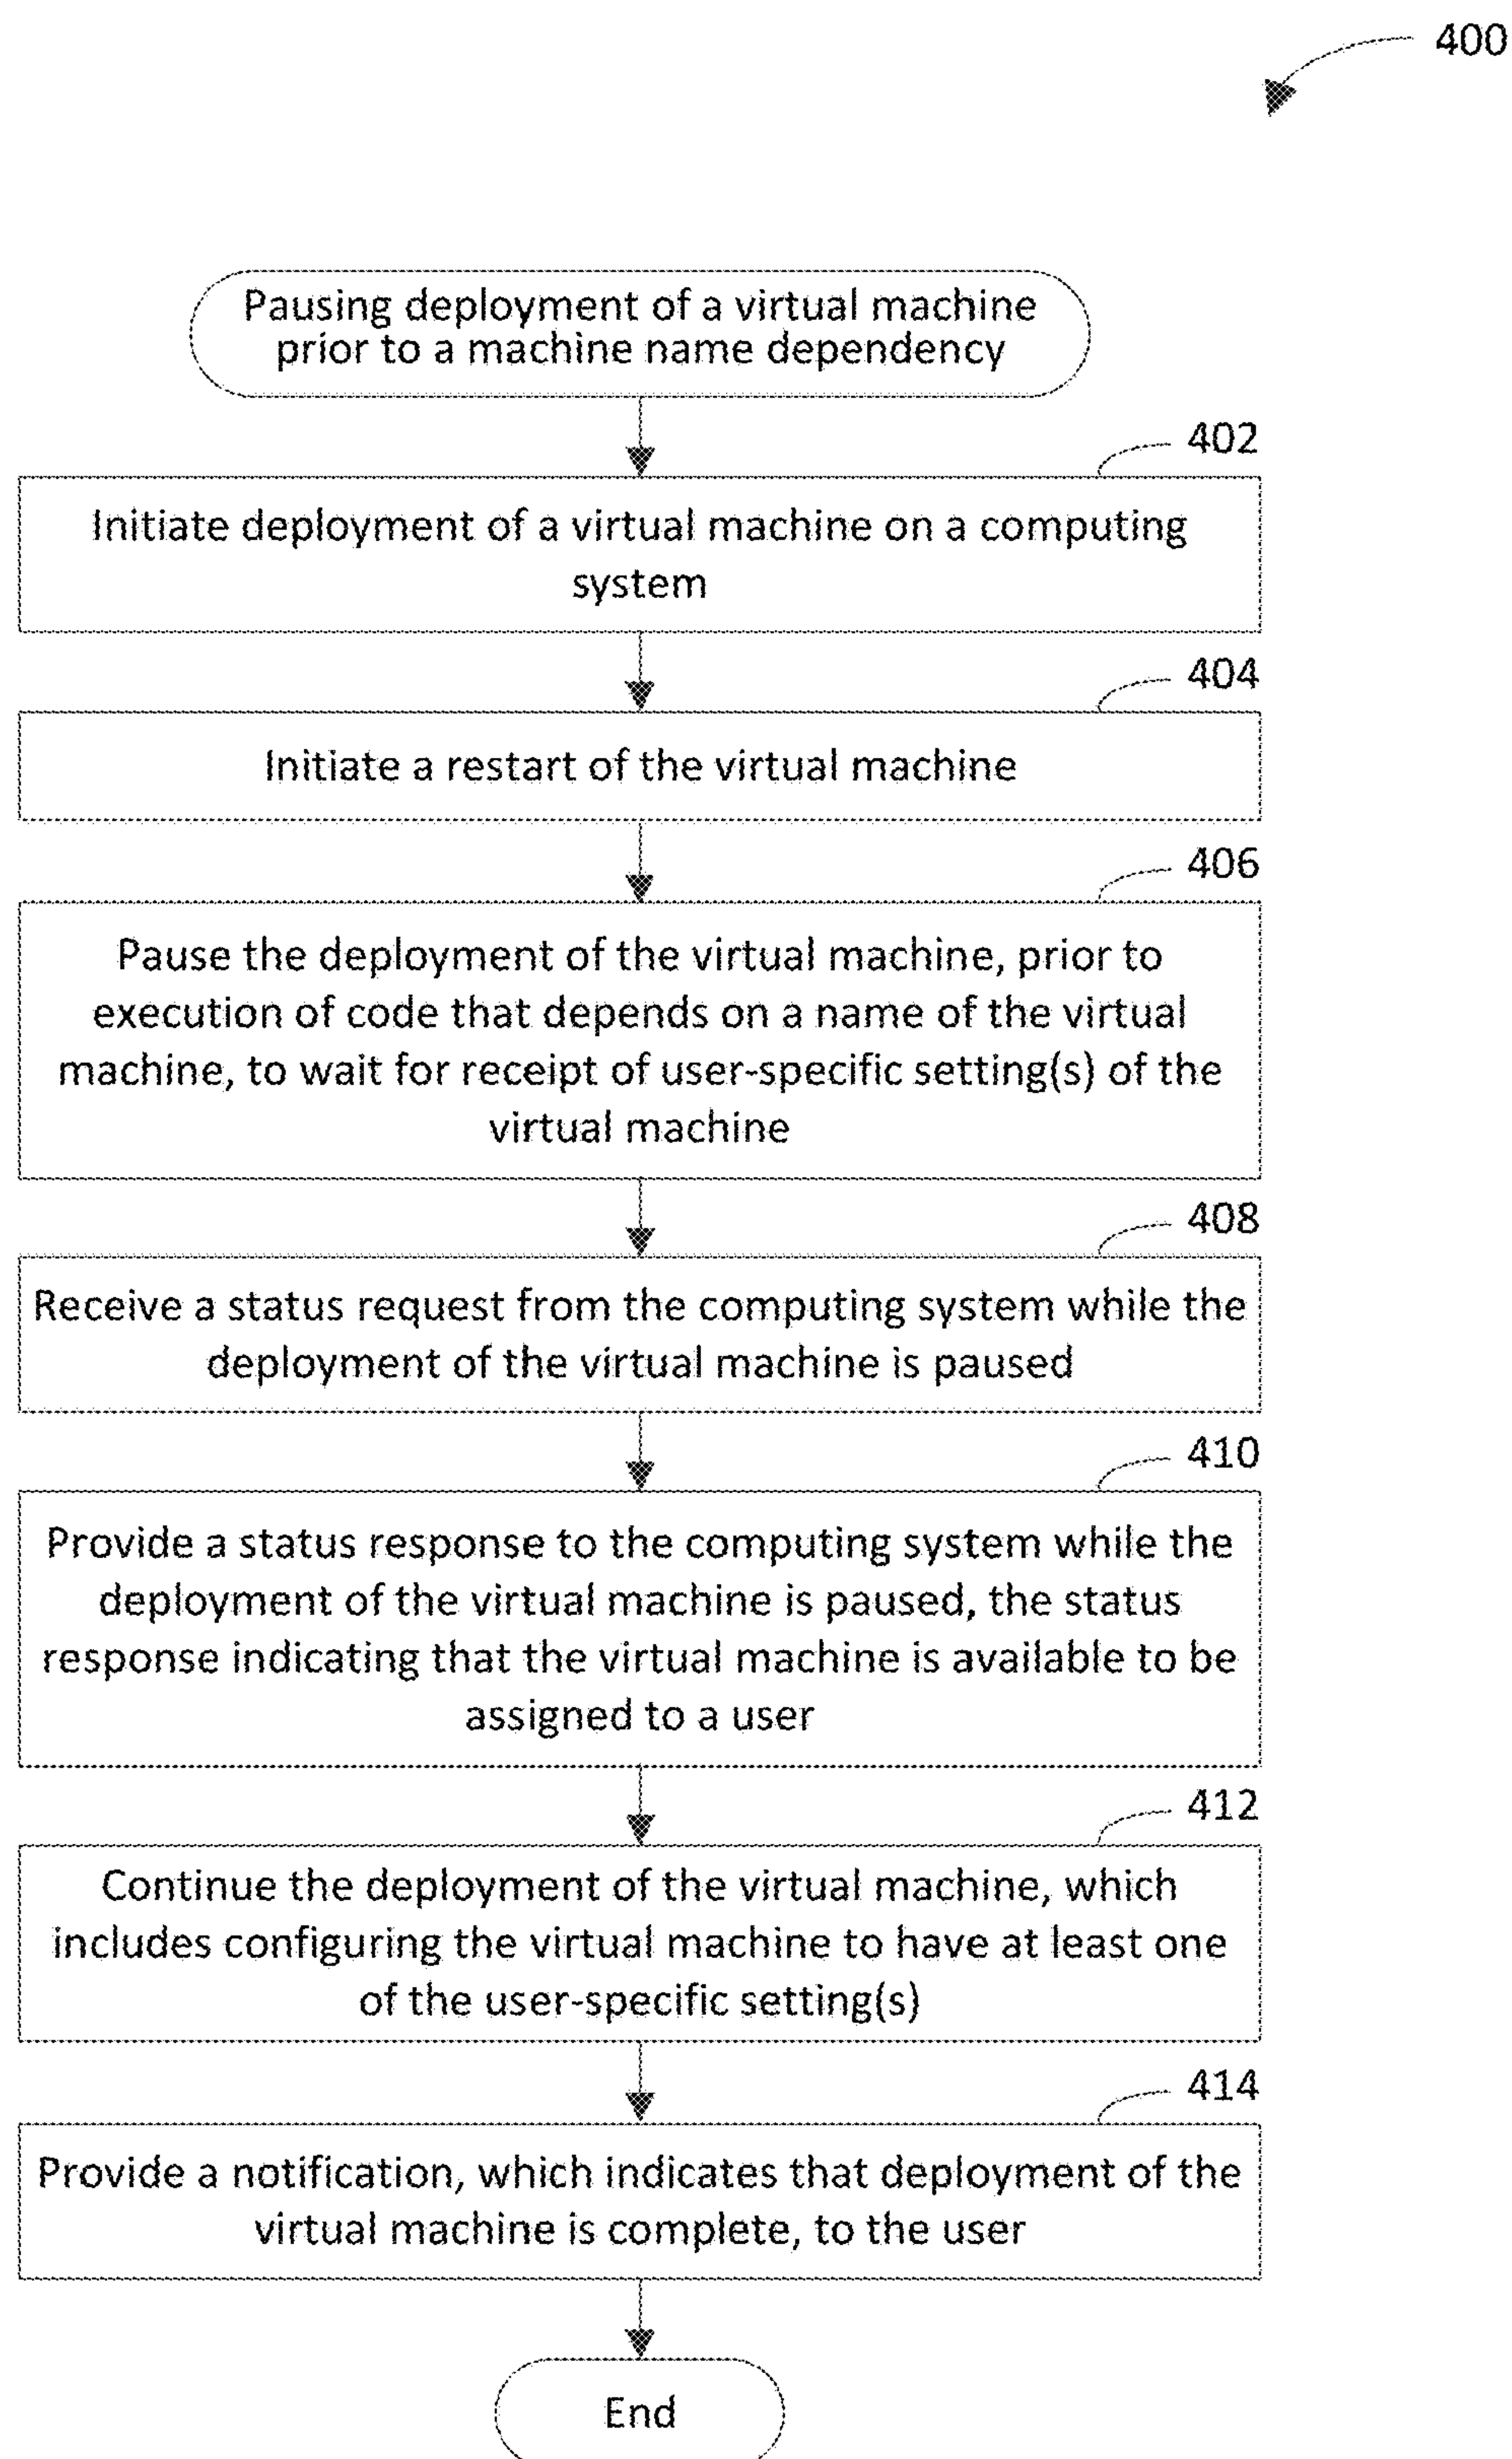 400
Pausing deployment of a virtual machine
prior to a machine name dependency
402
Initiate deployment of a virtual machine on a computing
system
404
Initiate a restart of the virtual machine
406
Pause the deployment of the virtual machine, prior to
execution of code that depends on a name of the virtual
machine, to wait for receipt of user-specific setting(s) of the
virtual machine
408
Receive a status request from the computing system while the
deployment of the virtual machine is paused
410
Provide a status response to the computing system while the
deployment of the virtual machine is paused, the status
response indicating that the virtual machine is available to be
assigned to a user
412
Continue the deployment of the virtual machine, which
includes configuring the virtual machine to have at least one
of the user-specific setting(s)
414
Provide a notification, which indicates that deployment of the
virtual machine is complete, to the user
End